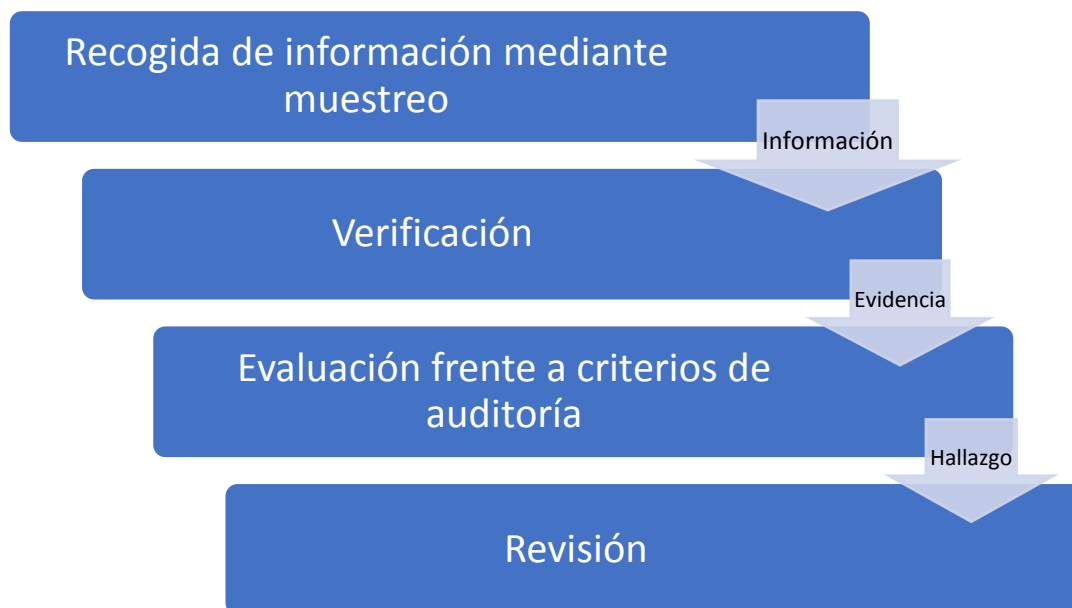 Recogida de información mediante
muestreo
Información
Verificación
Evidencia
Evaluación frente a criterios de
auditoría
Hallazgo
Revisión